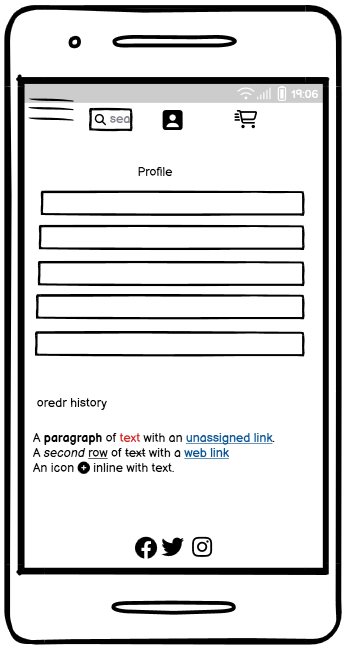 19:06
sea
Profile
oredr history
A paragraph of text with an unassigned link.
A second row of text with a web link
An icon inline with text.